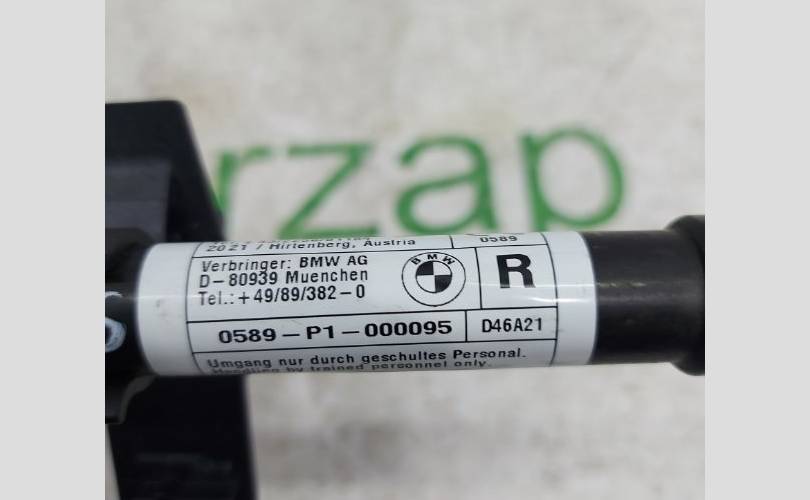 rzap
2021 / Hirtenberg, Austria
0589
Verbringer: BMW AG
D-80939 Muenchen
Tel.: +49/89/382-0
BMW
R
0589-P1-000095
D46A21
Umgang nur durch geschultes Personal.
Handling by trained personnel only.